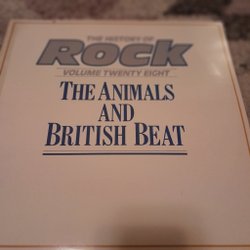 THE HISTORY OF
Rock
VOLUME TWENTY EIGHT
THE ANIMALS
AND
BRITISH BEAT